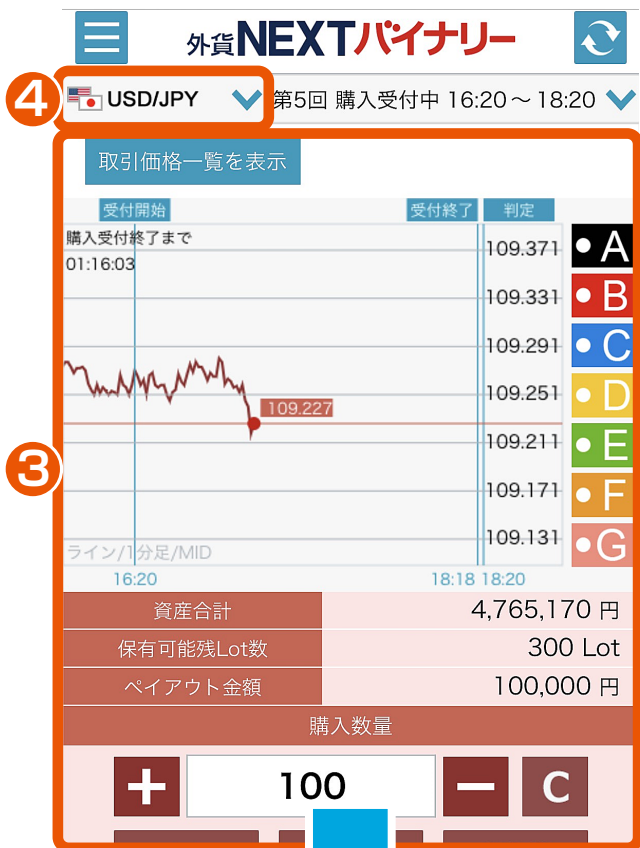 外貨NEXTバイナリー
4 USD/JPY 第5回 購入受付中 16:20～18:20
取引価格一覧を表示
受付開始 受付終了 判定
購入受付終了まで
01:16:03
109.371 A
109.331 B
109.291 C
109.251 D
109.227
109.211 E
3
109.171 F
109.131 G
ライン/1分足/MID
16:20 18:18 18:20
資産合計 4,765,170 円
保有可能残Lot数 300 Lot
ペイアウト金額 100,000 円
購入数量
+ 100 − C